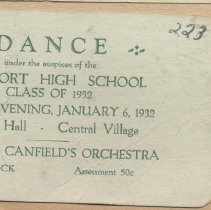 DANCE
223
under the auspices of the
ORT HIGH SCHOOL
CLASS OF 1932
VENING, JANUARY 6, 1932
Hall · Central Village
CANFIELD'S ORCHESTRA
CK Assessment 50c